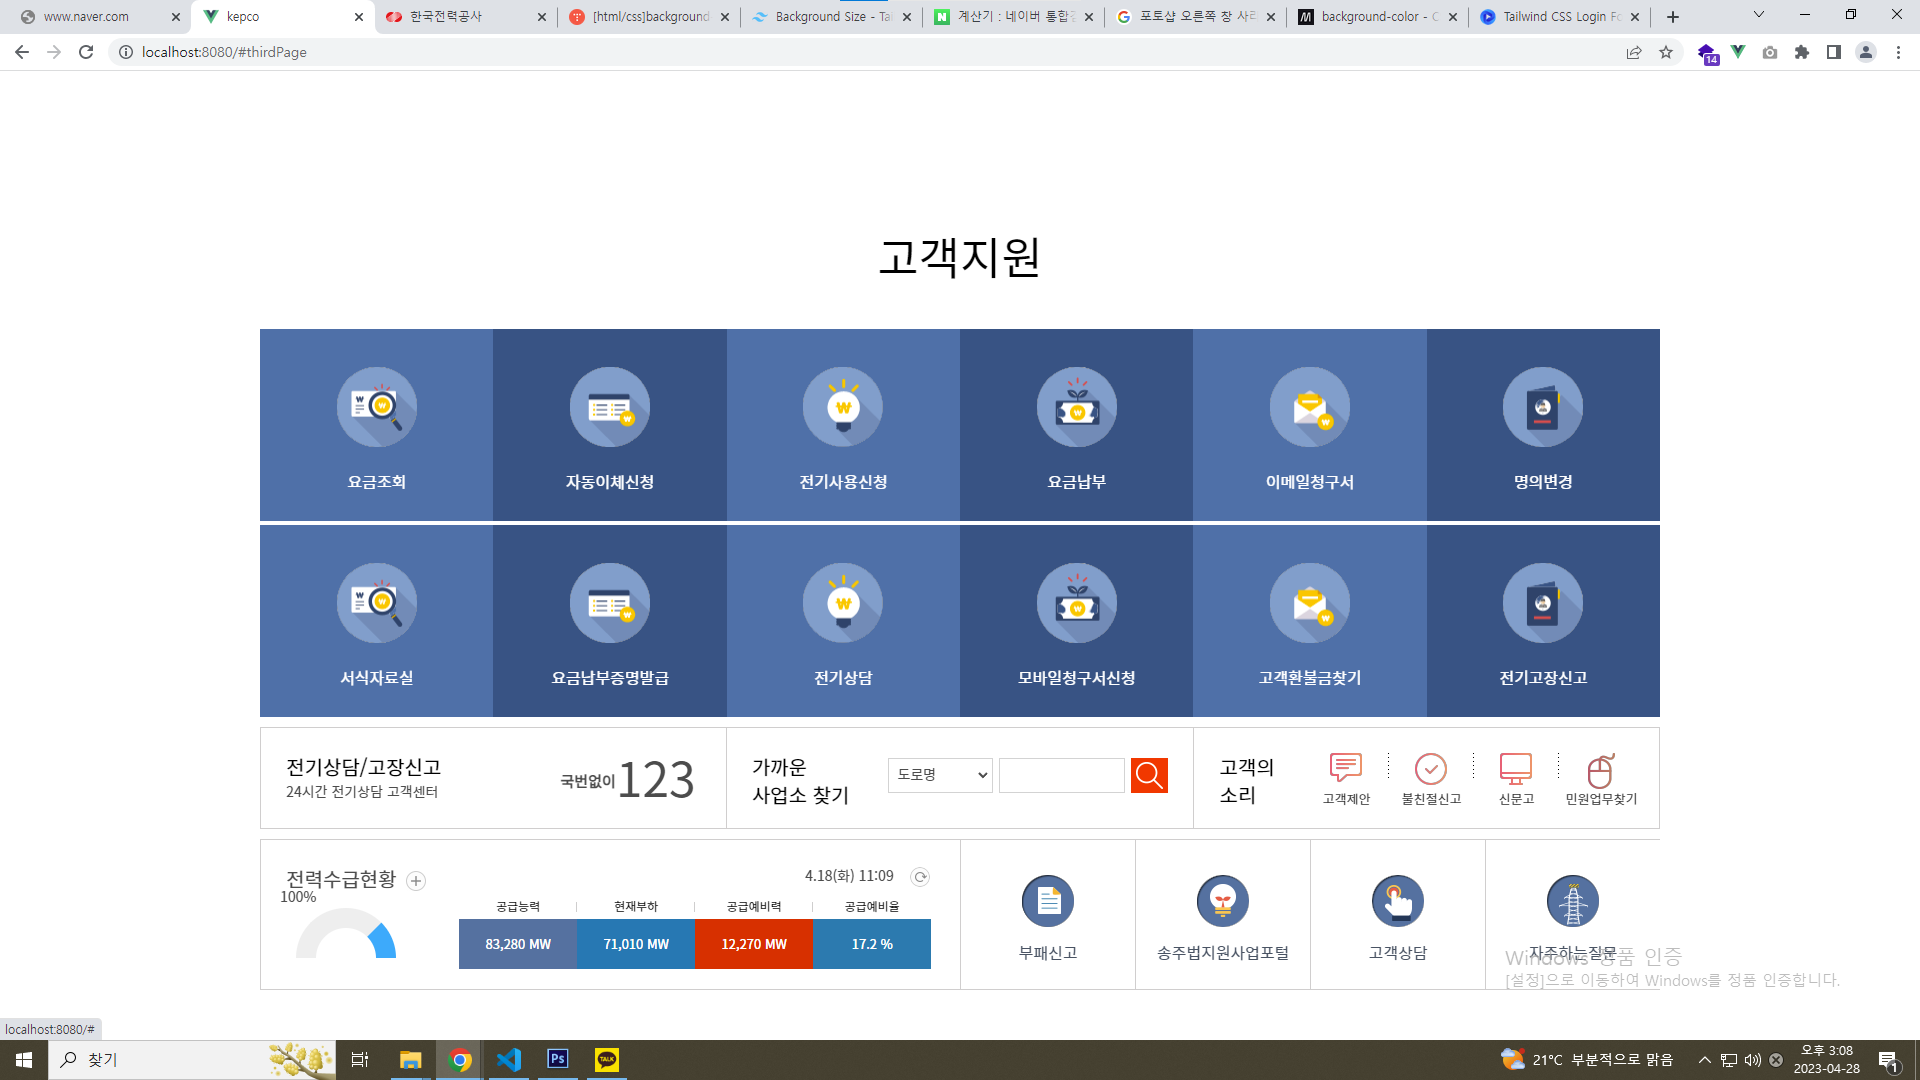 www.naver.com
kepco
한국전력공사
[html/css]background
Background Size - Tai
계산기 : 네이버 통합검
포토샵 오른쪽 창 사라
background-color - C
Tailwind CSS Login Fo
localhost:8080/#thirdPage
14
고객지원
요금조회
자동이체신청
전기사용신청
요금납부
이메일청구서
명의변경
서식자료실
요금납부증명발급
전기상담
모바일청구서신청
고객환불금찾기
전기고장신고
전기상담/고장신고
24시간 전기상담 고객센터
국번없이 123
가까운
사업소 찾기
도로명
고객의
소리
고객제안
불친절신고
신문고
민원업무찾기
전력수급현황
100%
4.18(화) 11:09
공급능력
현재부하
공급예비력
공급예비율
83,280 MW
71,010 MW
12,270 MW
17.2 %
부패신고
송주법지원사업포털
고객상담
자주하는질문
Windows 정품 인증
[설정]으로 이동하여 Windows를 정품 인증합니다.
localhost:8080/#
찾기
Ps
TALK
21°C 부분적으로 맑음
오후 3:08
2023-04-28
1